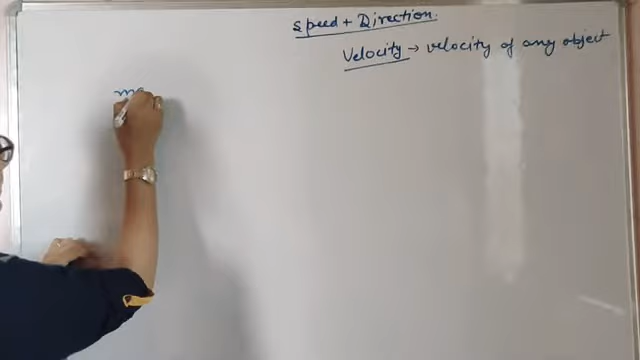 Speed + Direction.
Velocity → velocity of any object